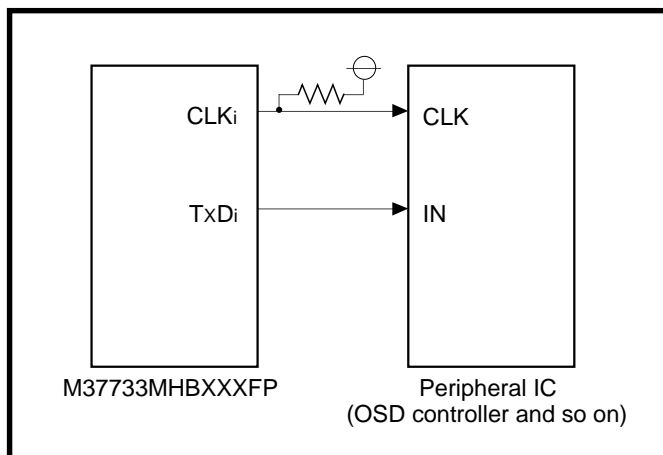 CLKi
CLK
TxDi
IN
M37733MHBXXXFP
Peripheral IC
(OSD controller and so on)